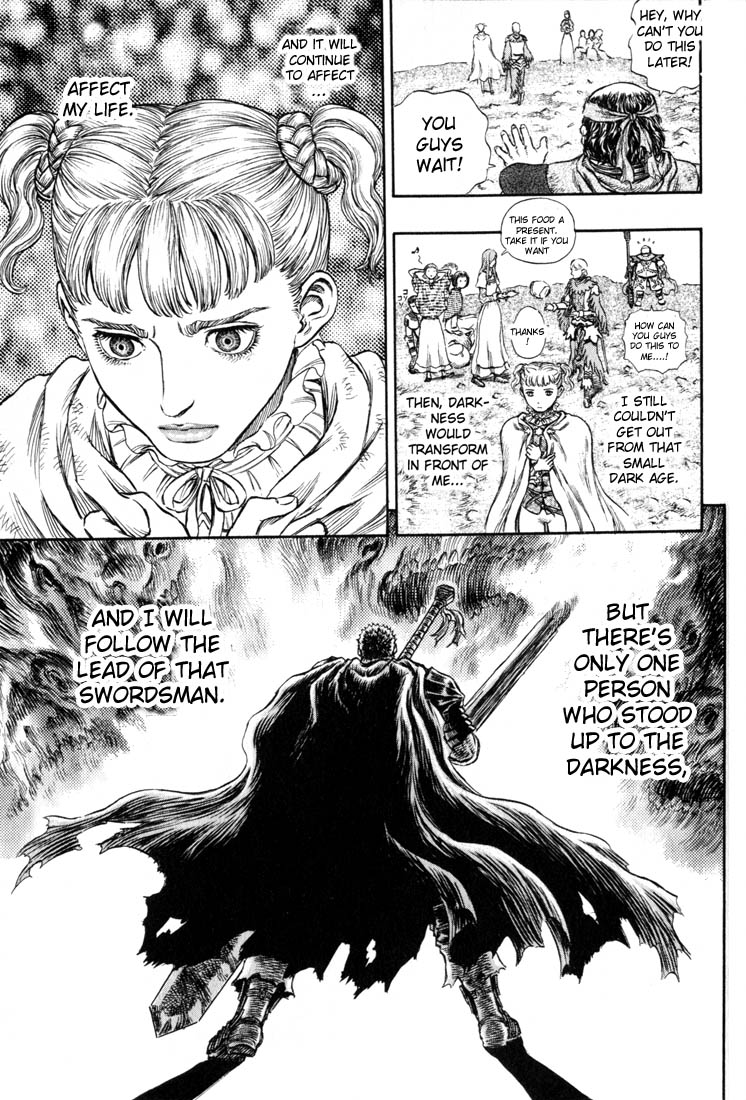 HEY, WHY
CAN'T YOU
DO THIS
LATER!
YOU
GUYS
WAIT!
THIS FOOD A
PRESENT.
TAKE IT IF YOU
WANT
THANKS
!
HOW CAN
YOU GUYS
DO THIS TO
ME....!
I STILL
COULDN'T
GET OUT
FROM THAT
SMALL
DARK AGE.
THEN, DARK-
NESS
WOULD
TRANSFORM
IN FRONT OF
ME...
AND IT WILL
CONTINUE
TO AFFECT
...
AFFECT
MY LIFE.
BUT
THERE'S
ONLY ONE
PERSON
WHO STOOD
UP TO THE
DARKNESS,
AND I WILL
FOLLOW THE
LEAD OF THAT
SWORDSMAN.